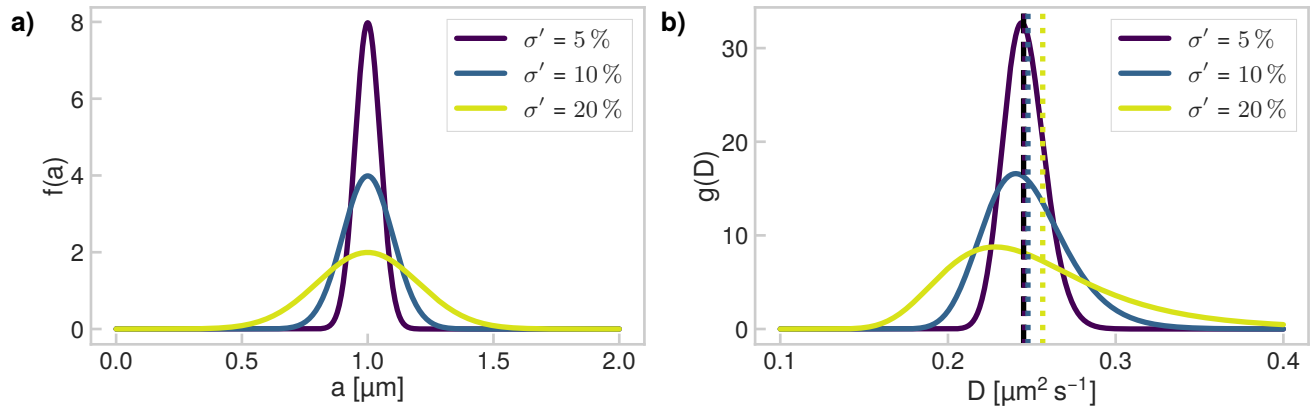 a)
f(a)
8
6
4
2
0
0.0 0.5 1.0 1.5 2.0
a [µm]
σ′ = 5 %
σ′ = 10 %
σ′ = 20 %
b)
g(D)
30
20
10
0
0.1 0.2 0.3 0.4
D [µm² s⁻¹]
σ′ = 5 %
σ′ = 10 %
σ′ = 20 %